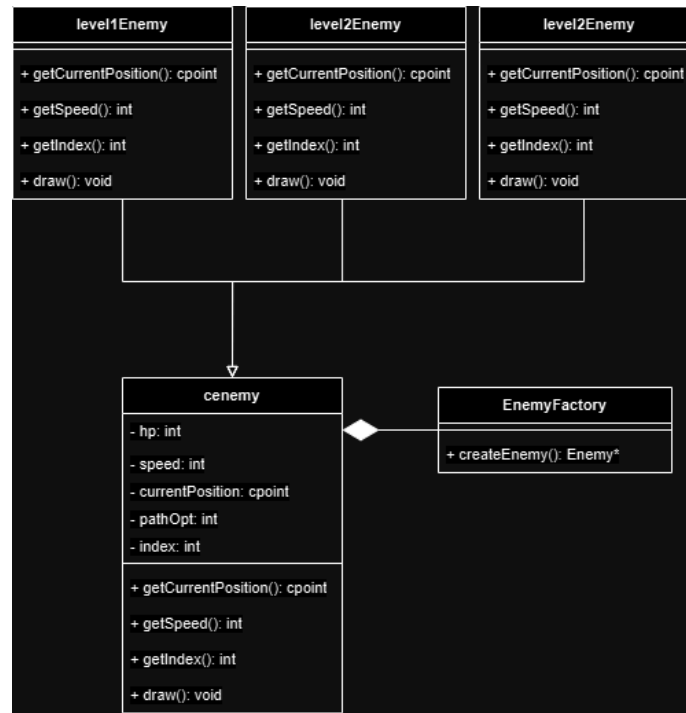 level1Enemy
+ getCurrentPosition(): cpoint
+ getSpeed(): int
+ getIndex(): int
+ draw(): void
level2Enemy
+ getCurrentPosition(): cpoint
+ getSpeed(): int
+ getIndex(): int
+ draw(): void
level2Enemy
+ getCurrentPosition(): cpoint
+ getSpeed(): int
+ getIndex(): int
+ draw(): void
cenemy
- hp: int
- speed: int
- currentPosition: cpoint
- pathOpt: int
- index: int
+ getCurrentPosition(): cpoint
+ getSpeed(): int
+ getIndex(): int
+ draw(): void
EnemyFactory
+ createEnemy(): Enemy*